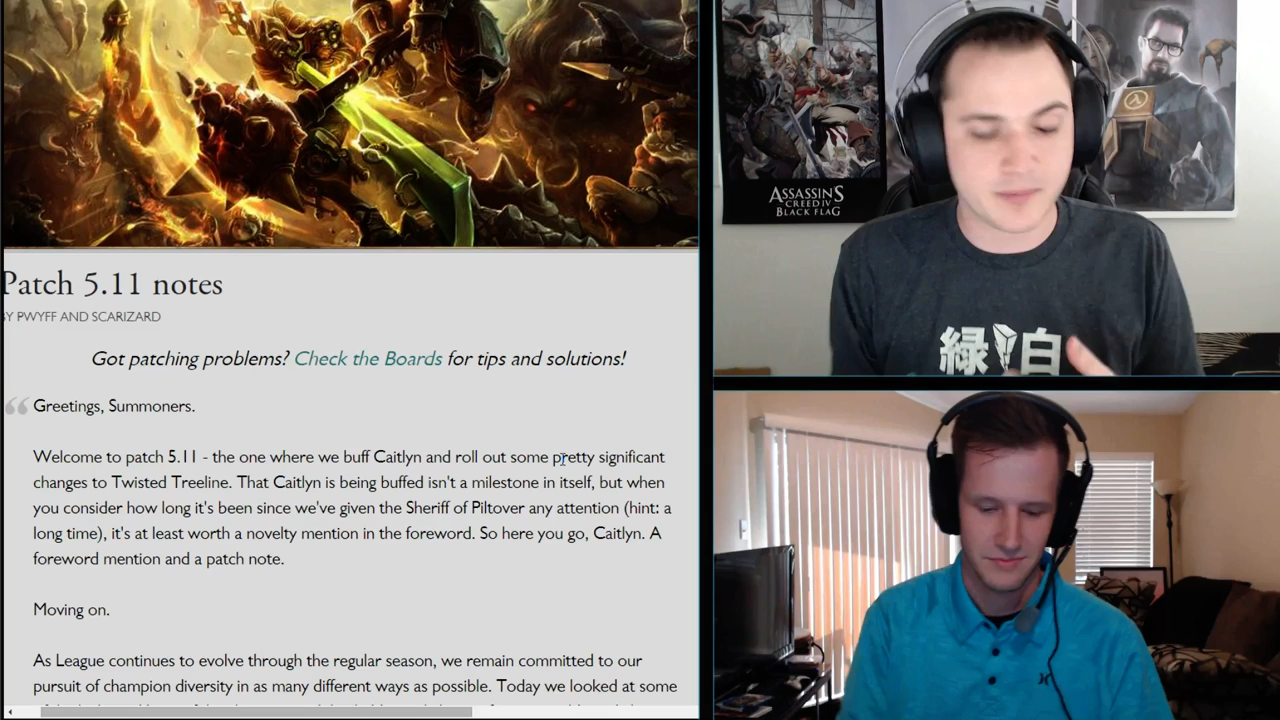 Patch 5.11 notes
BY PWYFF AND SCARIZARD
Got patching problems? Check the Boards for tips and solutions!
Greetings, Summoners.
Welcome to patch 5.11 - the one where we buff Caitlyn and roll out some pretty significant
changes to Twisted Treeline. That Caitlyn is being buffed isn't a milestone in itself, but when
you consider how long it's been since we've given the Sheriff of Piltover any attention (hint: a
long time), it's at least worth a novelty mention in the foreword. So here you go, Caitlyn. A
foreword mention and a patch note.
Moving on.
As League continues to evolve through the regular season, we remain committed to our
pursuit of champion diversity in as many different ways as possible. Today we looked at some
ASSASSIN'S
CREED IV
BLACK FLAG
緑 白